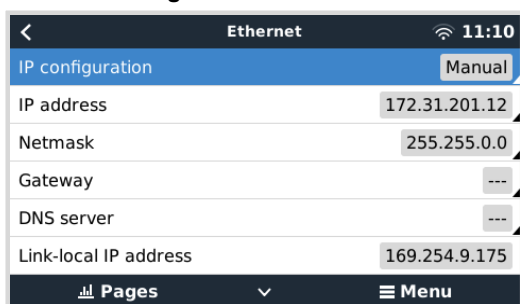 Ethernet 11:10
IP configuration Manual
IP address 172.31.201.12
Netmask 255.255.0.0
Gateway ---
DNS server ---
Link-local IP address 169.254.9.175
Pages Menu